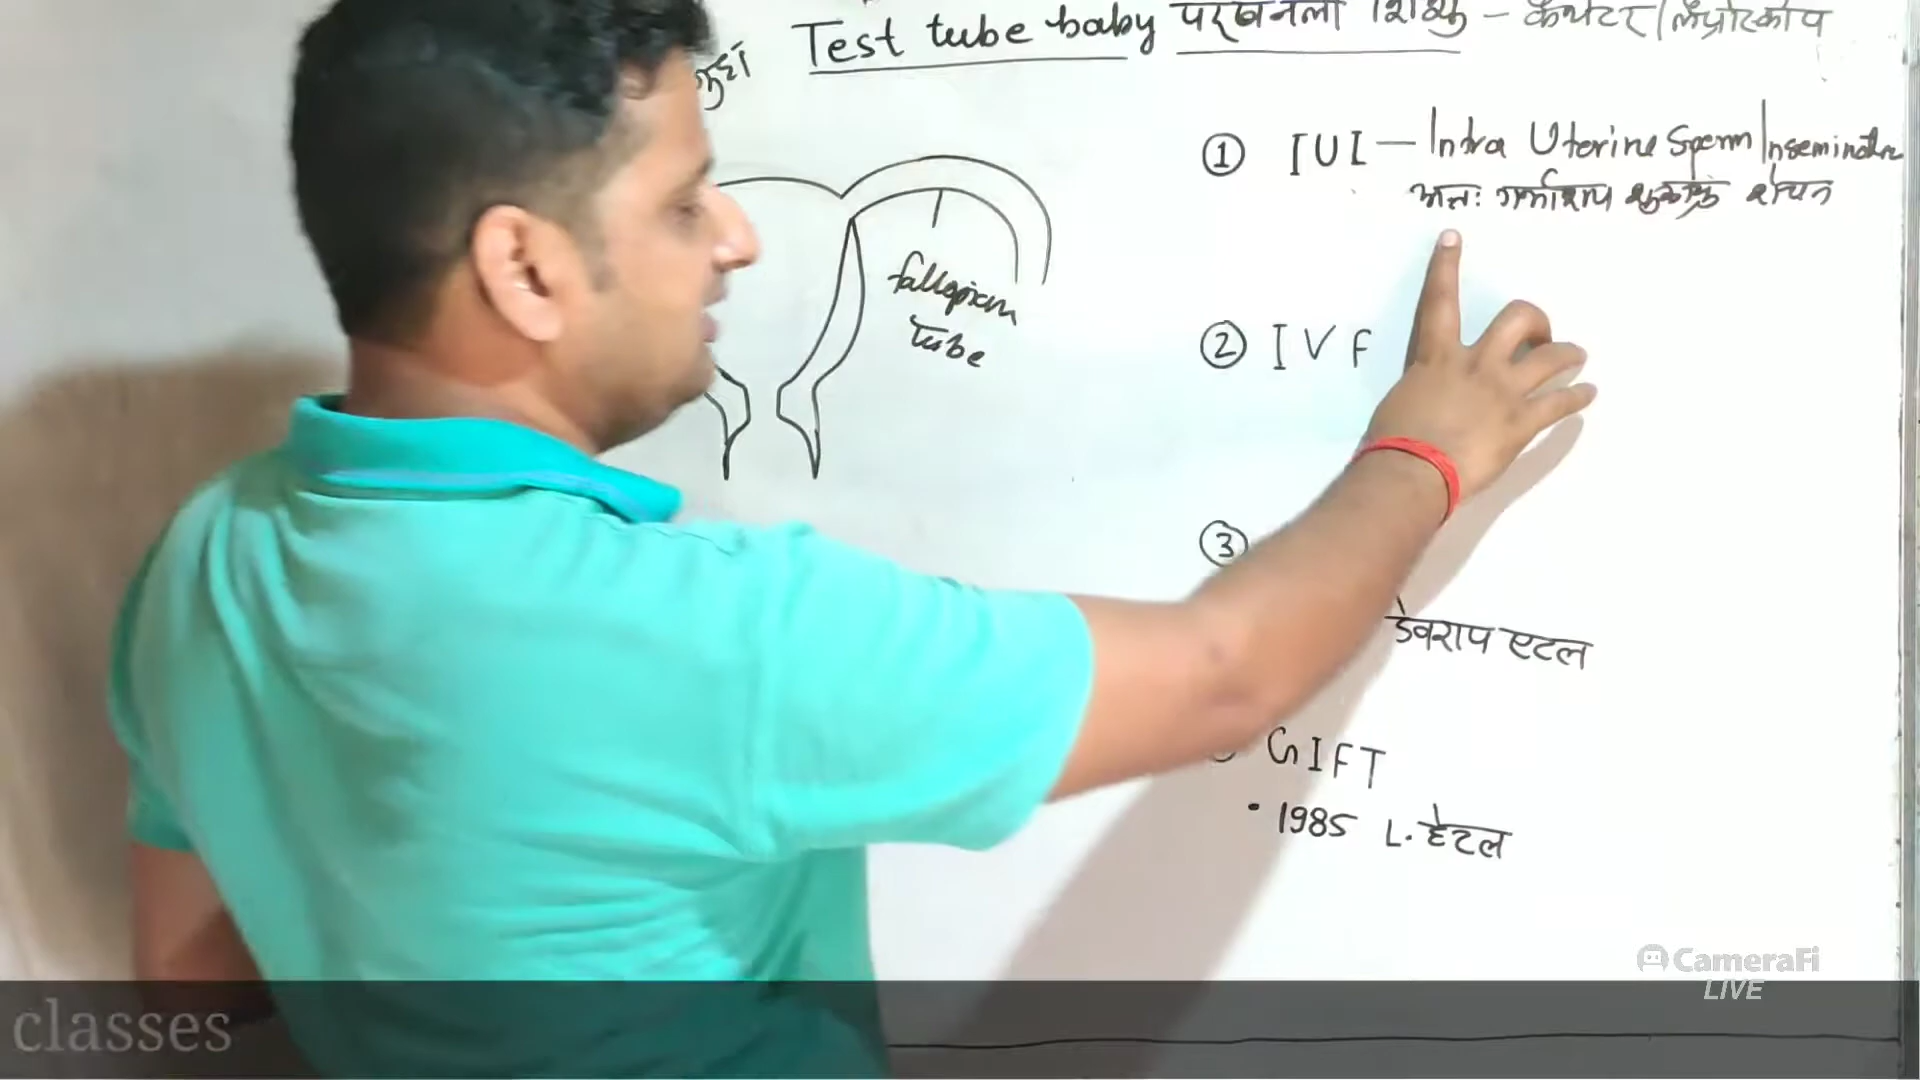 Test tube baby परखनली शिशु – कैथेटर/लैप्रोस्कोप
① IUI — Intra Uterine Sperm Insemination
अन्तः गर्भाशय शुक्राणु सेचन
fallopian
tube
② IVF
③
डेवराप एटल
GIFT
• 1985 L. हेटल
CameraFi
LIVE
classes